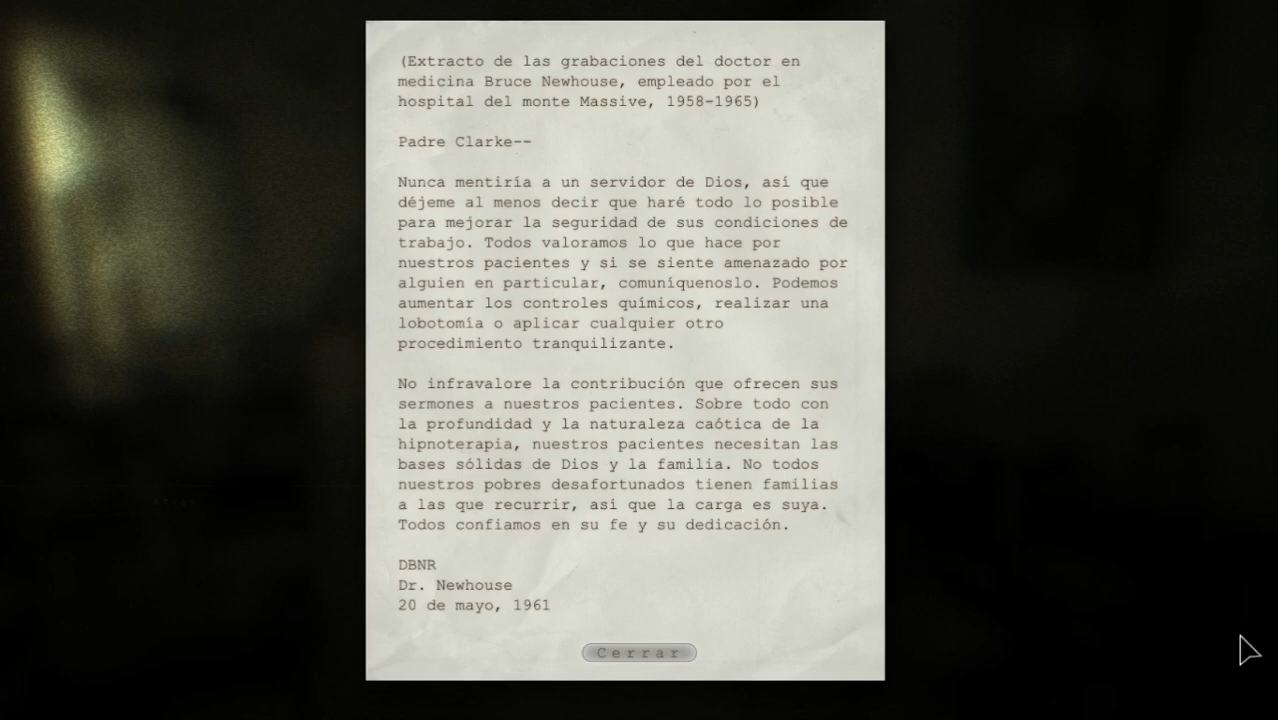 (Extracto de las grabaciones del doctor en
medicina Bruce Newhouse, empleado por el
hospital del monte Massive, 1958-1965)
Padre Clarke--
Nunca mentiría a un servidor de Dios, así que
déjeme al menos decir que haré todo lo posible
para mejorar la seguridad de sus condiciones de
trabajo. Todos valoramos lo que hace por
nuestros pacientes y si se siente amenazado por
alguien en particular, comuníquenoslo. Podemos
aumentar los controles químicos, realizar una
lobotomía o aplicar cualquier otro
procedimiento tranquilizante.
No infravalore la contribución que ofrecen sus
sermones a nuestros pacientes. Sobre todo con
la profundidad y la naturaleza caótica de la
hipnoterapia, nuestros pacientes necesitan las
bases sólidas de Dios y la familia. No todos
nuestros pobres desafortunados tienen familias
a las que recurrir, así que la carga es suya.
Todos confiamos en su fe y su dedicación.
DBNR
Dr. Newhouse
20 de mayo, 1961
Cerrar